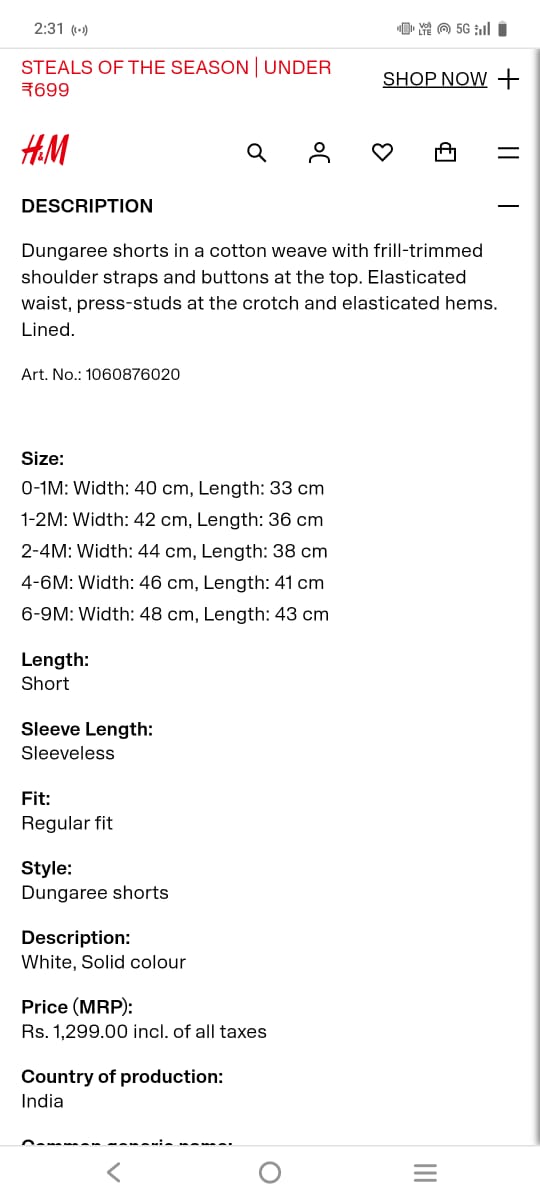 2:31
VoLTE 5G
STEALS OF THE SEASON | UNDER
₹699
SHOP NOW
H&M
DESCRIPTION
Dungaree shorts in a cotton weave with frill-trimmed
shoulder straps and buttons at the top. Elasticated
waist, press-studs at the crotch and elasticated hems.
Lined.
Art. No.: 1060876020
Size:
0-1M: Width: 40 cm, Length: 33 cm
1-2M: Width: 42 cm, Length: 36 cm
2-4M: Width: 44 cm, Length: 38 cm
4-6M: Width: 46 cm, Length: 41 cm
6-9M: Width: 48 cm, Length: 43 cm
Length:
Short
Sleeve Length:
Sleeveless
Fit:
Regular fit
Style:
Dungaree shorts
Description:
White, Solid colour
Price (MRP):
Rs. 1,299.00 incl. of all taxes
Country of production:
India